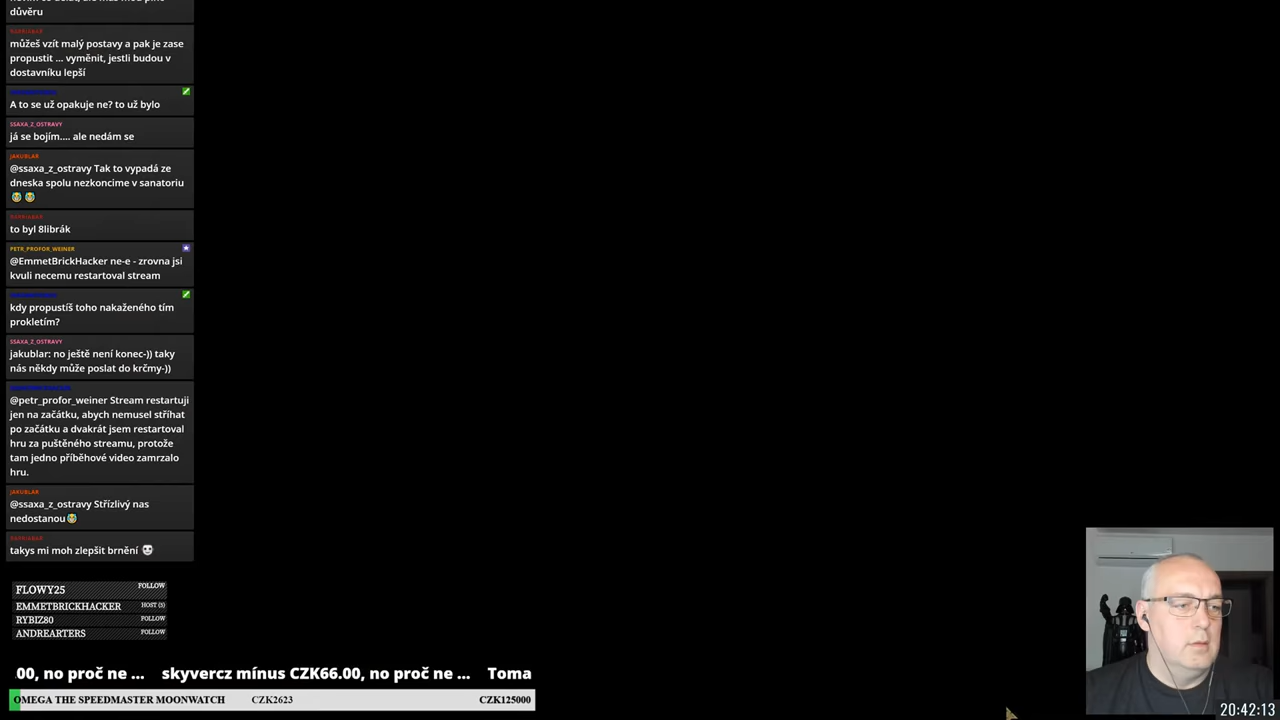 důvěru
můžeš vzít malý postavy a pak je zase
propustit ... vyměnit, jestli budou v
dostavníku lepší
A to se už opakuje ne? to už bylo
SSAXA_Z_OSTRAVY
já se bojím.... ale nedám se
JAKUBLAR
@ssaxa_z_ostravy Tak to vypadá ze
dneska spolu nezkoncime v sanatoriu
to byl 8librák
PETR_PROFOR_WEINER
@EmmetBrickHacker ne-e - zrovna jsi
kvuli necemu restartoval stream
kdy propustíš toho nakaženého tím
prokletím?
SSAXA_Z_OSTRAVY
jakublar: no ještě není konec-)) taky
nás někdy může poslat do krčmy-))
@petr_profor_weiner Stream restartuji
jen na začátku, abych nemusel stříhat
po začátku a dvakrát jsem restartoval
hru za puštěného streamu, protože
tam jedno příběhové video zamrzalo
hru.
JAKUBLAR
@ssaxa_z_ostravy Střízlivý nas
nedostanou
takys mi moh zlepšit brnění
FLOWY25 FOLLOW
EMMETBRICKHACKER HOST (3)
RYBIZ80 FOLLOW
ANDREARTERS FOLLOW
00, no proč ne ... skyvercz mínus CZK66.00, no proč ne ... Toma
OMEGA THE SPEEDMASTER MOONWATCH CZK2623 CZK125000
20:42:13